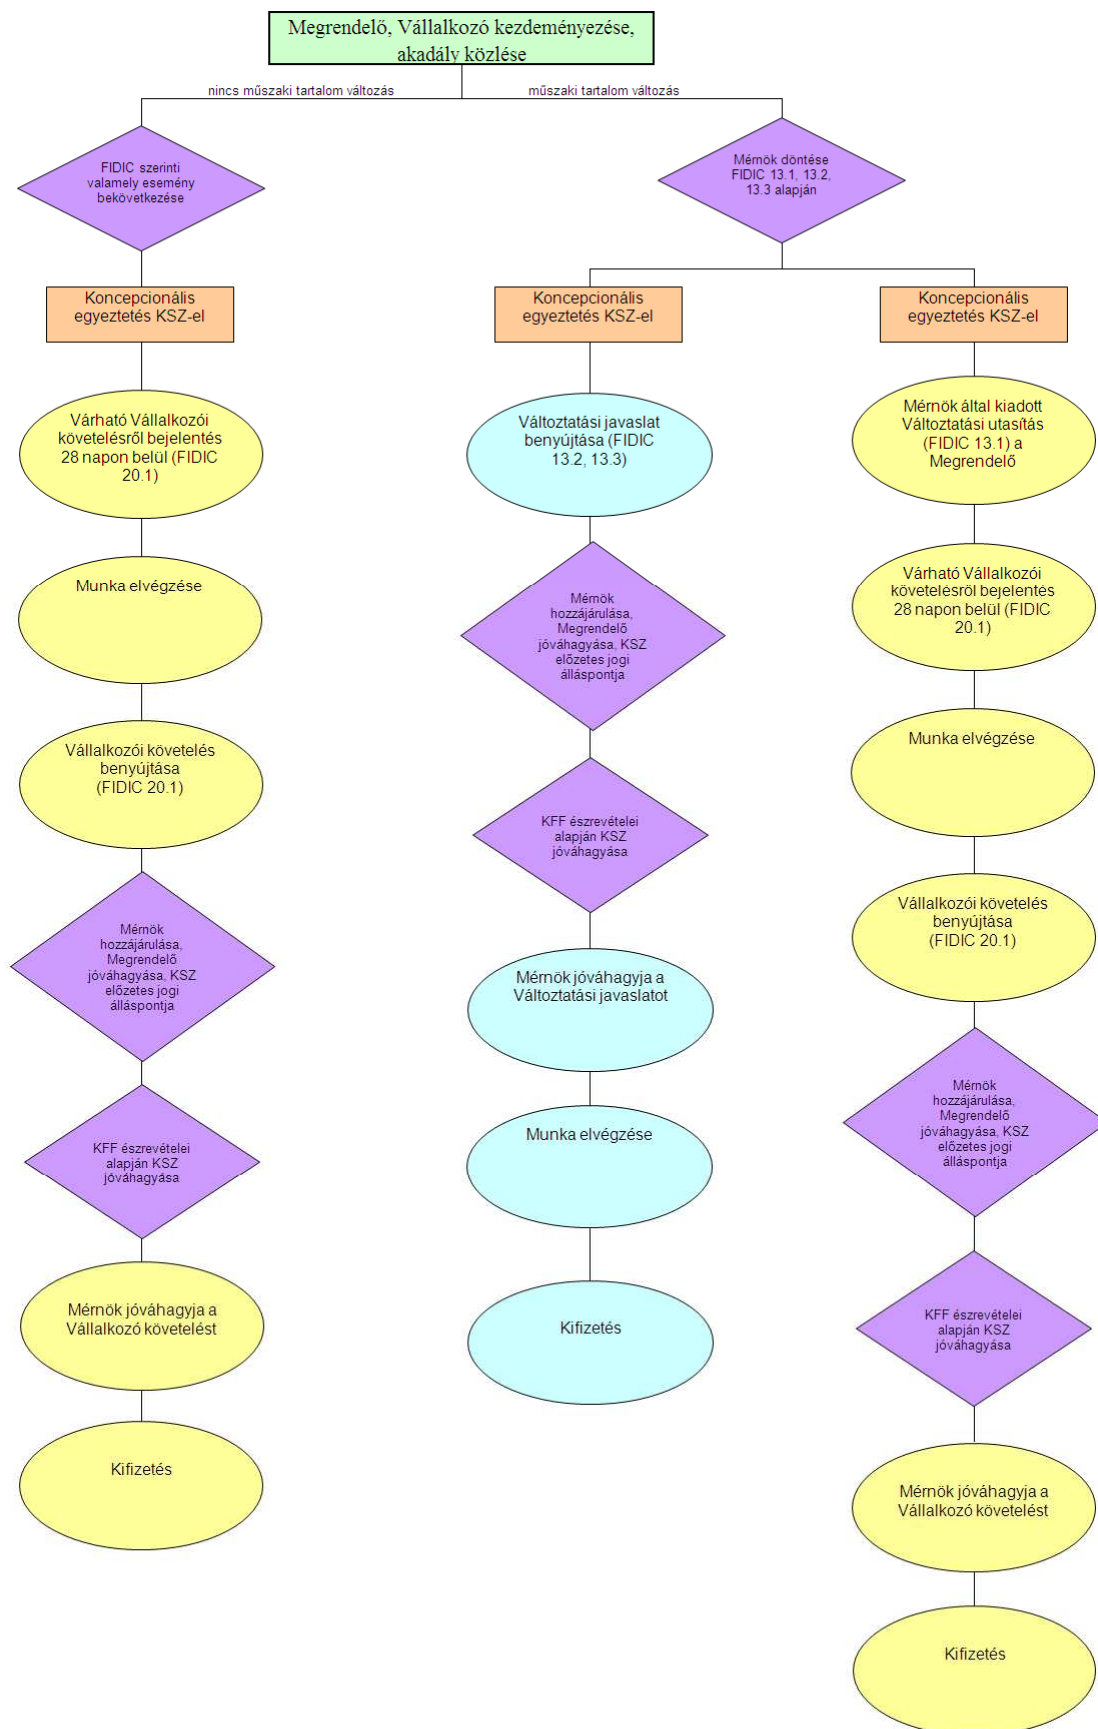 Megrendelő, Vállalkozó kezdeményezése,
akadály közlése
nincs műszaki tartalom változás
műszaki tartalom változás
FIDIC szerinti
valamely esemény
bekövetkezése
Koncepcionális
egyeztetés KSZ-el
Várható Vállalkozói
követelésről bejelentés
28 napon belül (FIDIC
20.1)
Munka elvégzése
Vállalkozói követelés
benyújtása
(FIDIC 20.1)
Mérnök
hozzájárulása,
Megrendelő
jóváhagyása, KSZ
előzetes jogi
álláspontja
KFF észrevételei
alapján KSZ
jóváhagyása
Mérnök jóváhagyja a
Vállalkozó követelést
Kifizetés
Mérnök döntése
FIDIC 13.1, 13.2,
13.3 alapján
Koncepcionális
egyeztetés KSZ-el
Változtatási javaslat
benyújtása (FIDIC
13.2, 13.3)
Mérnök
hozzájárulása,
Megrendelő
jóváhagyása, KSZ
előzetes jogi
álláspontja
KFF észrevételei
alapján KSZ
jóváhagyása
Mérnök jóváhagyja a
Változtatási javaslatot
Munka elvégzése
Kifizetés
Koncepcionális
egyeztetés KSZ-el
Mérnök által kiadott
Változtatási utasítás
(FIDIC 13.1) a
Megrendelő
Várható Vállalkozói
követelésről bejelentés
28 napon belül (FIDIC
20.1)
Munka elvégzése
Vállalkozói követelés
benyújtása
(FIDIC 20.1)
Mérnök
hozzájárulása,
Megrendelő
jóváhagyása, KSZ
előzetes jogi
álláspontja
KFF észrevételei
alapján KSZ
jóváhagyása
Mérnök jóváhagyja a
Vállalkozó követelést
Kifizetés